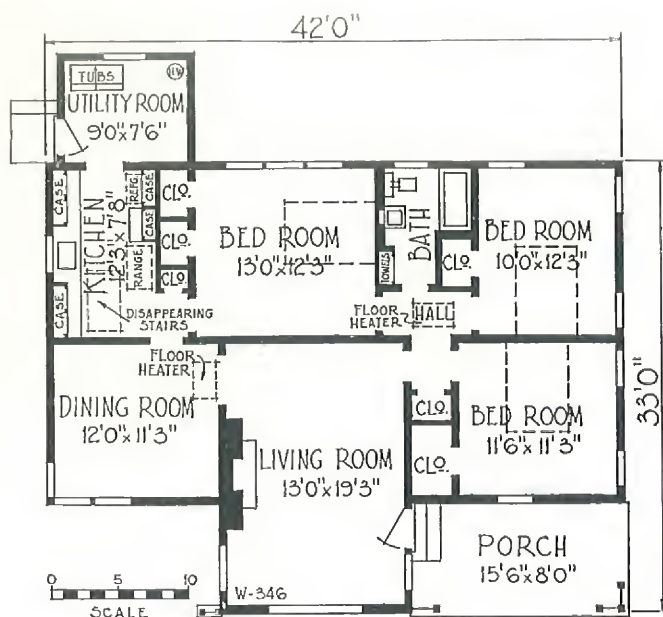 42'0"
TUBS
H.W.
UTILITY ROOM
9'0"x7'6"
CASE
KITCHEN
12'3"x7'8"
REFG.
CASE
CASE
RANGE
CASE
CLO.
CLO.
CLO.
BED ROOM
13'0"x12'3"
BATH
TOWELS
CLO.
BED ROOM
10'0"x12'3"
DISAPPEARING
STAIRS
FLOOR
HEATER
HALL
FLOOR
HEATER
DINING ROOM
12'0"x11'3"
LIVING ROOM
13'0"x19'3"
CLO.
CLO.
BED ROOM
11'6"x11'3"
33'0"
PORCH
15'6"x8'0"
0 5 10
SCALE
W-346